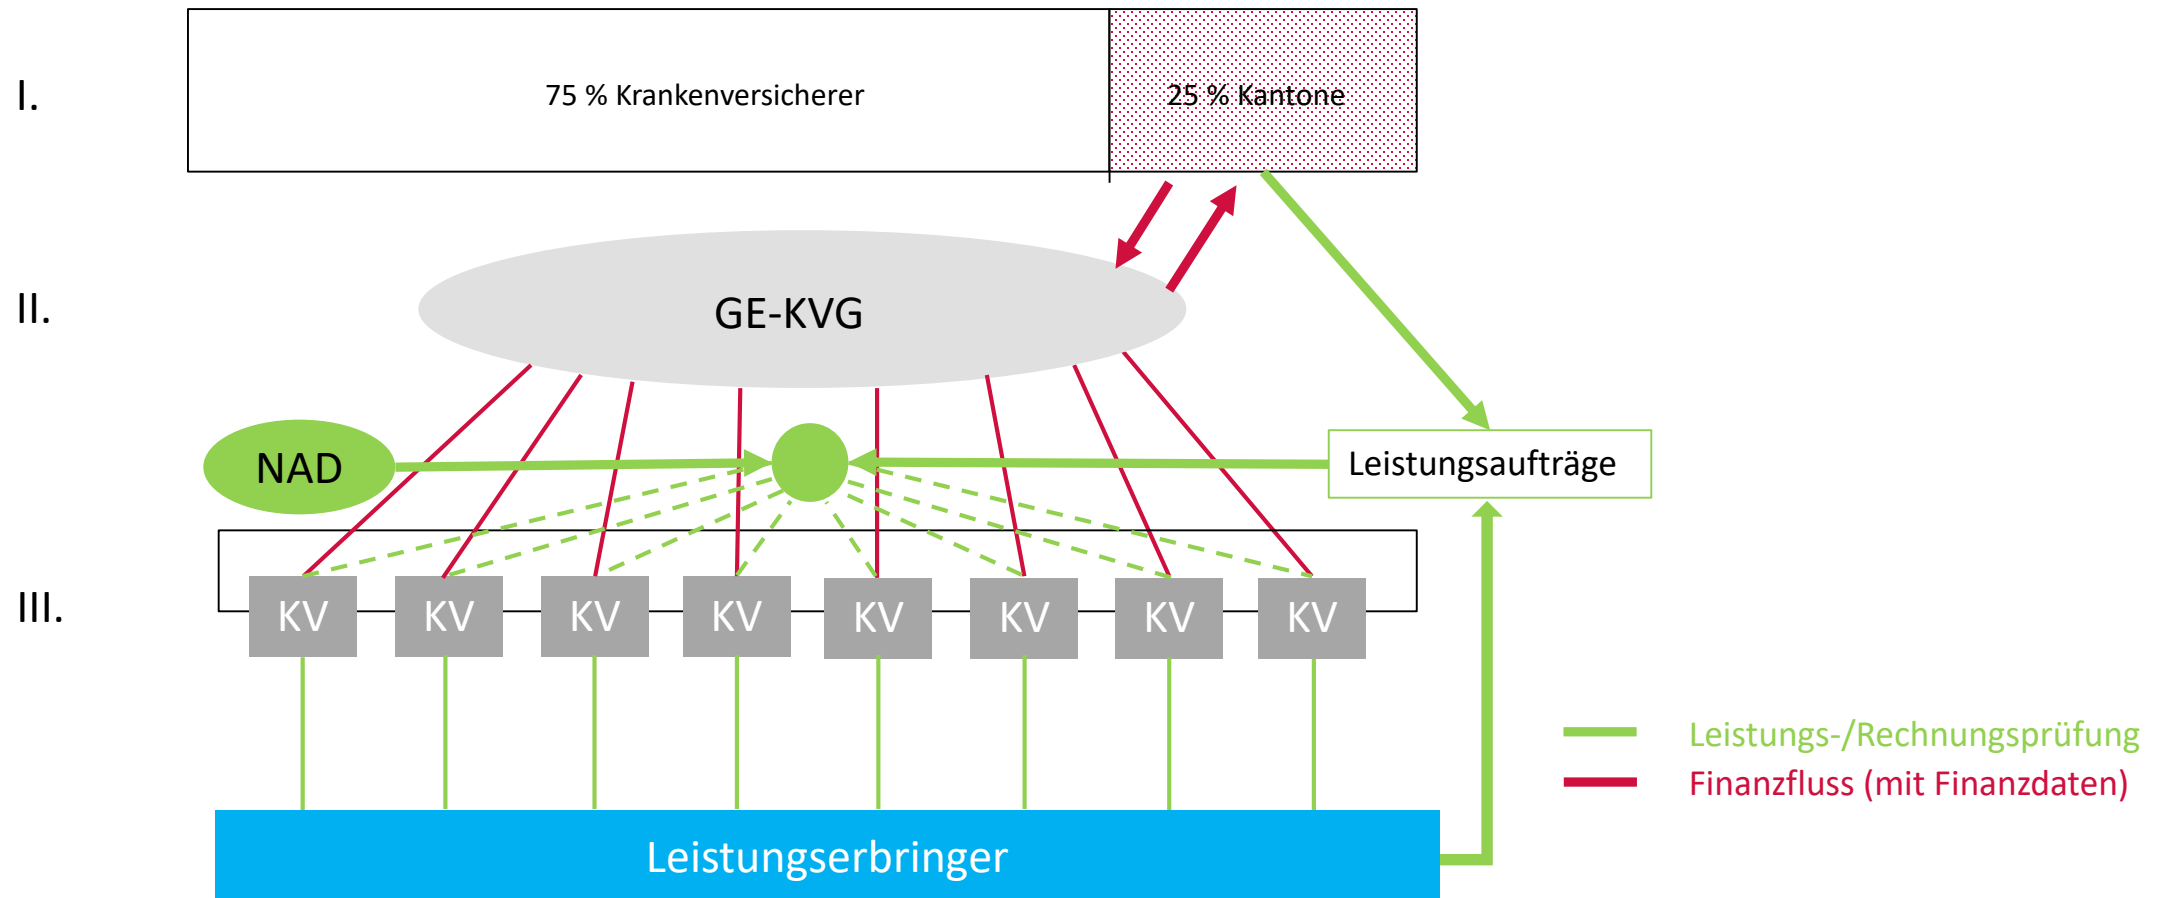 I.
75 % Krankenversicherer
25 % Kantone
II.
GE-KVG
NAD
Leistungsaufträge
III.
KV
KV
KV
KV
KV
KV
KV
KV
Leistungs-/Rechnungsprüfung
Finanzfluss (mit Finanzdaten)
Leistungserbringer